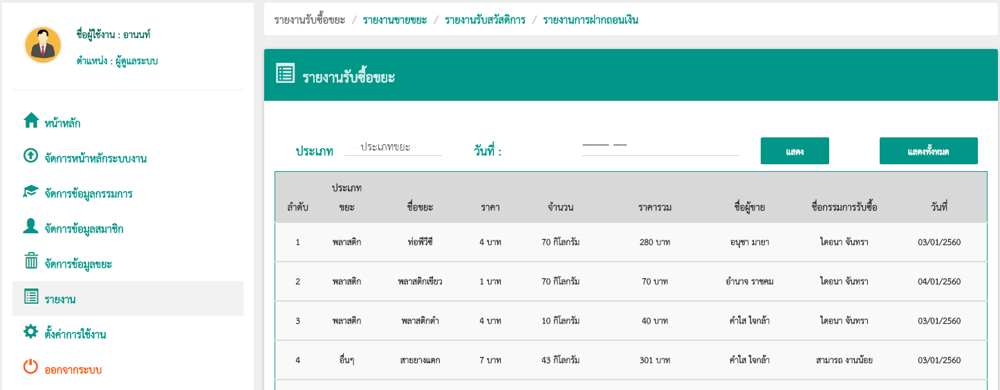 ชื่อผู้ใช้งาน : อานนท์
ตำแหน่ง : ผู้ดูแลระบบ
หน้าหลัก
จัดการหน้าหลักระบบงาน
จัดการข้อมูลกรรมการ
จัดการข้อมูลสมาชิก
จัดการข้อมูลขยะ
รายงาน
ตั้งค่าการใช้งาน
ออกจากระบบ
รายงานรับซื้อขยะ / รายงานขายขยะ / รายงานรับสวัสดิการ / รายงานการฝากถอนเงิน
รายงานรับซื้อขยะ
ประเภท - ประเภทขยะ - วันที่ : แสดง แสดงทั้งหมด
ลำดับ ประเภทขยะ ชื่อขยะ ราคา จำนวน ราคารวม ชื่อผู้ขาย ชื่อกรรมการรับซื้อ วันที่
1 พลาสติก ท่อพีวีซี 4 บาท 70 กิโลกรัม 280 บาท อนุชา มายา ไดอนา จันทรา 03/01/2560
2 พลาสติก พลาสติกเขียว 1 บาท 70 กิโลกรัม 70 บาท อำนาจ ราชคม ไดอนา จันทรา 04/01/2560
3 พลาสติก พลาสติกดำ 4 บาท 10 กิโลกรัม 40 บาท คำใส ใจกล้า ไดอนา จันทรา 03/01/2560
4 อื่นๆ สายยางแตก 7 บาท 43 กิโลกรัม 301 บาท คำใส ใจกล้า สามารถ งานน้อย 03/01/2560